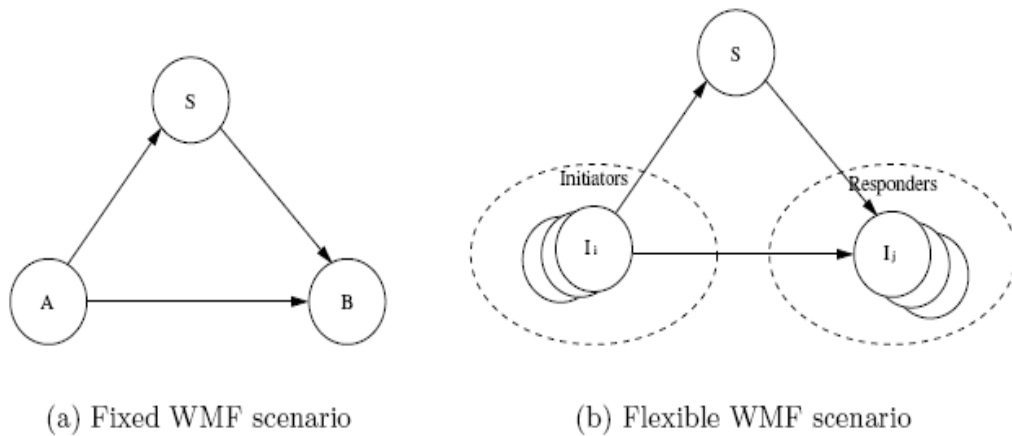 S
A
B
(a) Fixed WMF scenario
S
Initiators
Responders
Iᵢ
Iⱼ
(b) Flexible WMF scenario